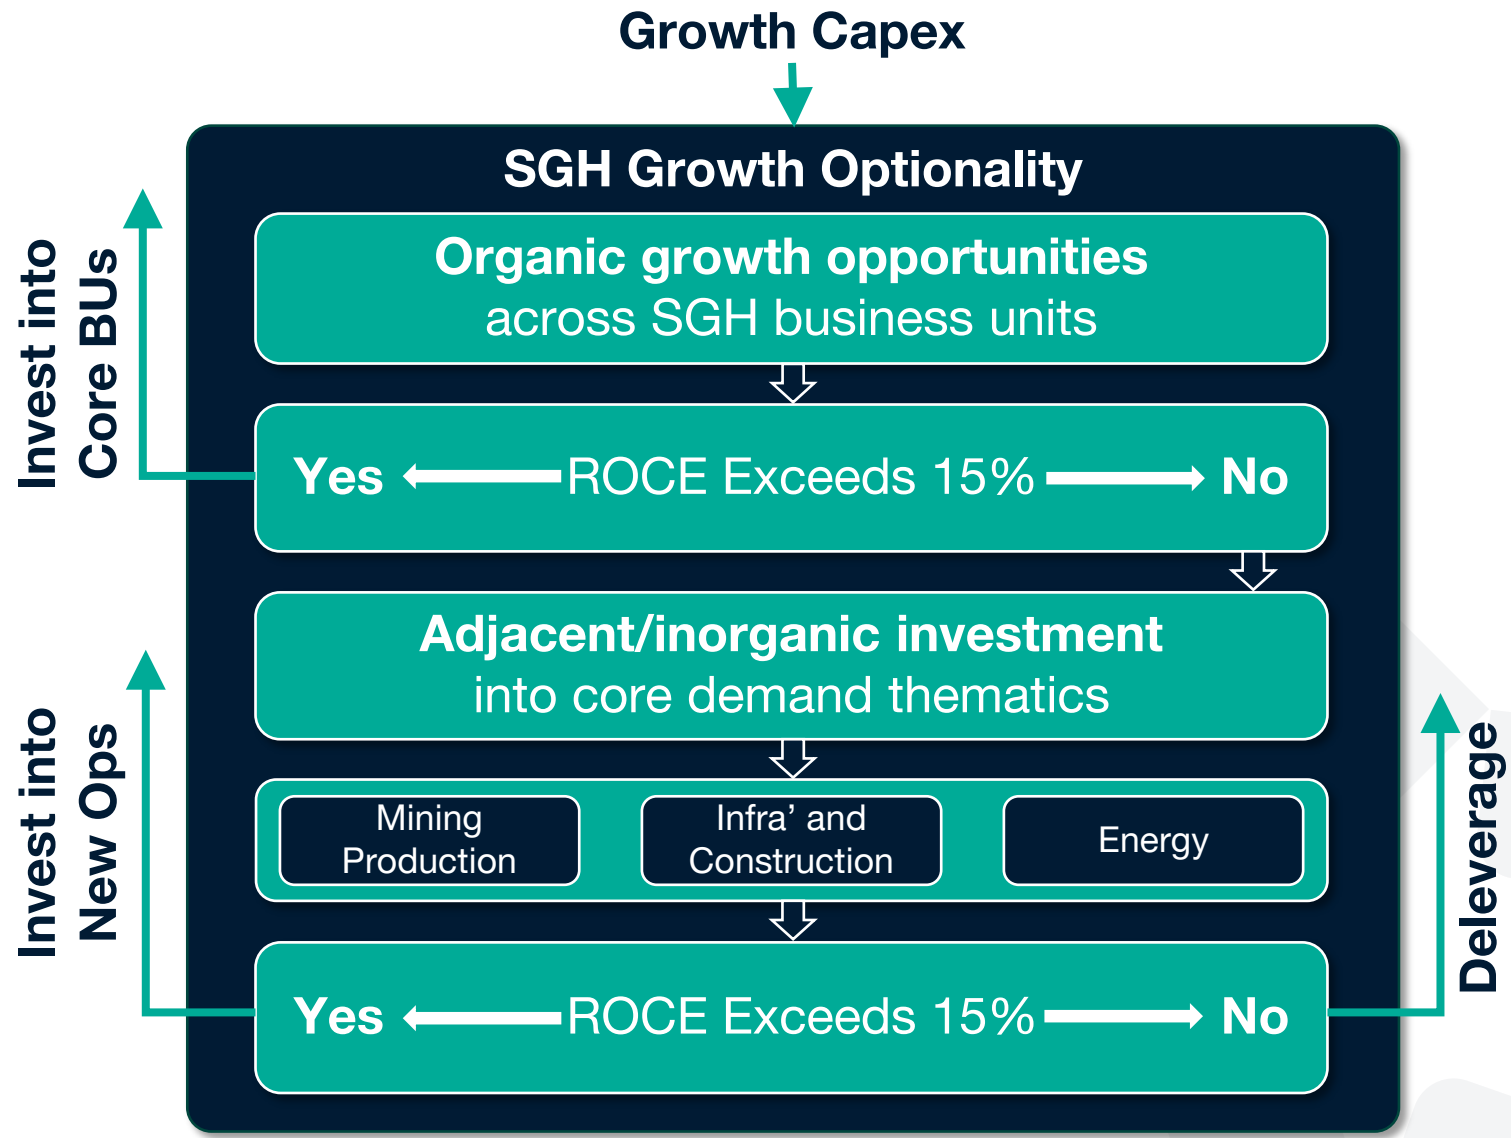 Growth Capex
SGH Growth Optionality
Organic growth opportunities
across SGH business units
Invest into
Core BUs
Yes ROCE Exceeds 15% No
Adjacent/inorganic investment
into core demand thematics
Mining
Production
Infra’ and
Construction
Energy
Invest into
New Ops
Deleverage
Yes ROCE Exceeds 15% No